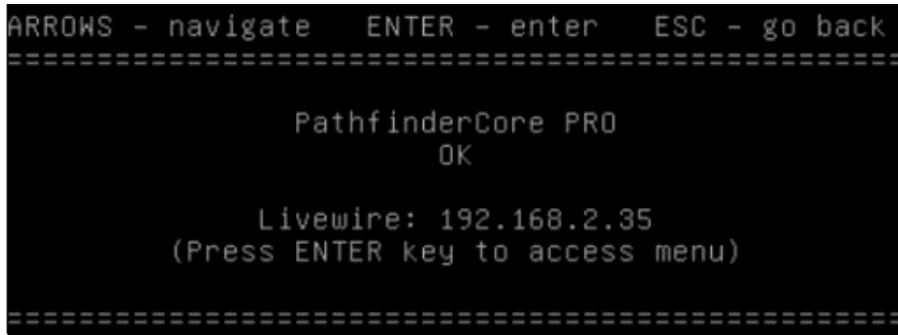 ARROWS - navigate   ENTER - enter   ESC - go back
==================================================
PathfinderCore PRO
OK
Livewire: 192.168.2.35
(Press ENTER key to access menu)
==================================================